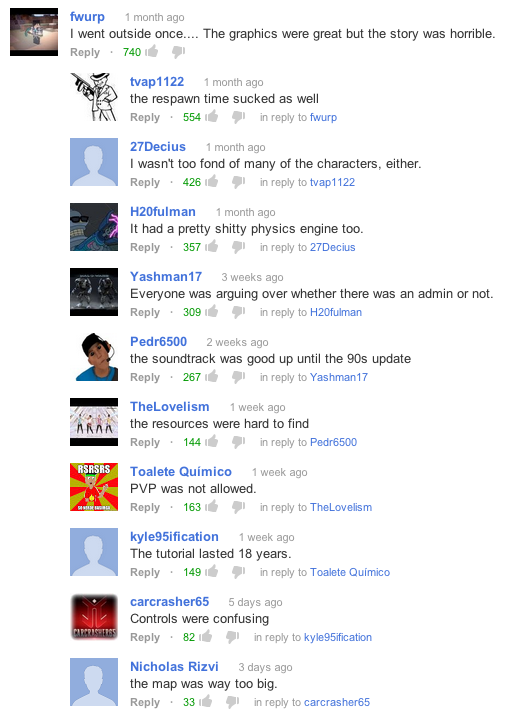 fwurp 1 month ago
I went outside once.... The graphics were great but the story was horrible.
Reply · 740
tvap1122 1 month ago
the respawn time sucked as well
Reply · 554 in reply to fwurp
27Decius 1 month ago
I wasn't too fond of many of the characters, either.
Reply · 426 in reply to tvap1122
H20fulman 1 month ago
It had a pretty shitty physics engine too.
Reply · 357 in reply to 27Decius
Yashman17 3 weeks ago
Everyone was arguing over whether there was an admin or not.
Reply · 309 in reply to H20fulman
Pedr6500 2 weeks ago
the soundtrack was good up until the 90s update
Reply · 267 in reply to Yashman17
TheLovelism 1 week ago
the resources were hard to find
Reply · 144 in reply to Pedr6500
RSRSRS
Toalete Químico 1 week ago
PVP was not allowed.
Reply · 163 in reply to TheLovelism
kyle95ification 1 week ago
The tutorial lasted 18 years.
Reply · 149 in reply to Toalete Químico
carcrasher65 5 days ago
Controls were confusing
Reply · 82 in reply to kyle95ification
CARCRASHER65
Nicholas Rizvi 3 days ago
the map was way too big.
Reply · 33 in reply to carcrasher65